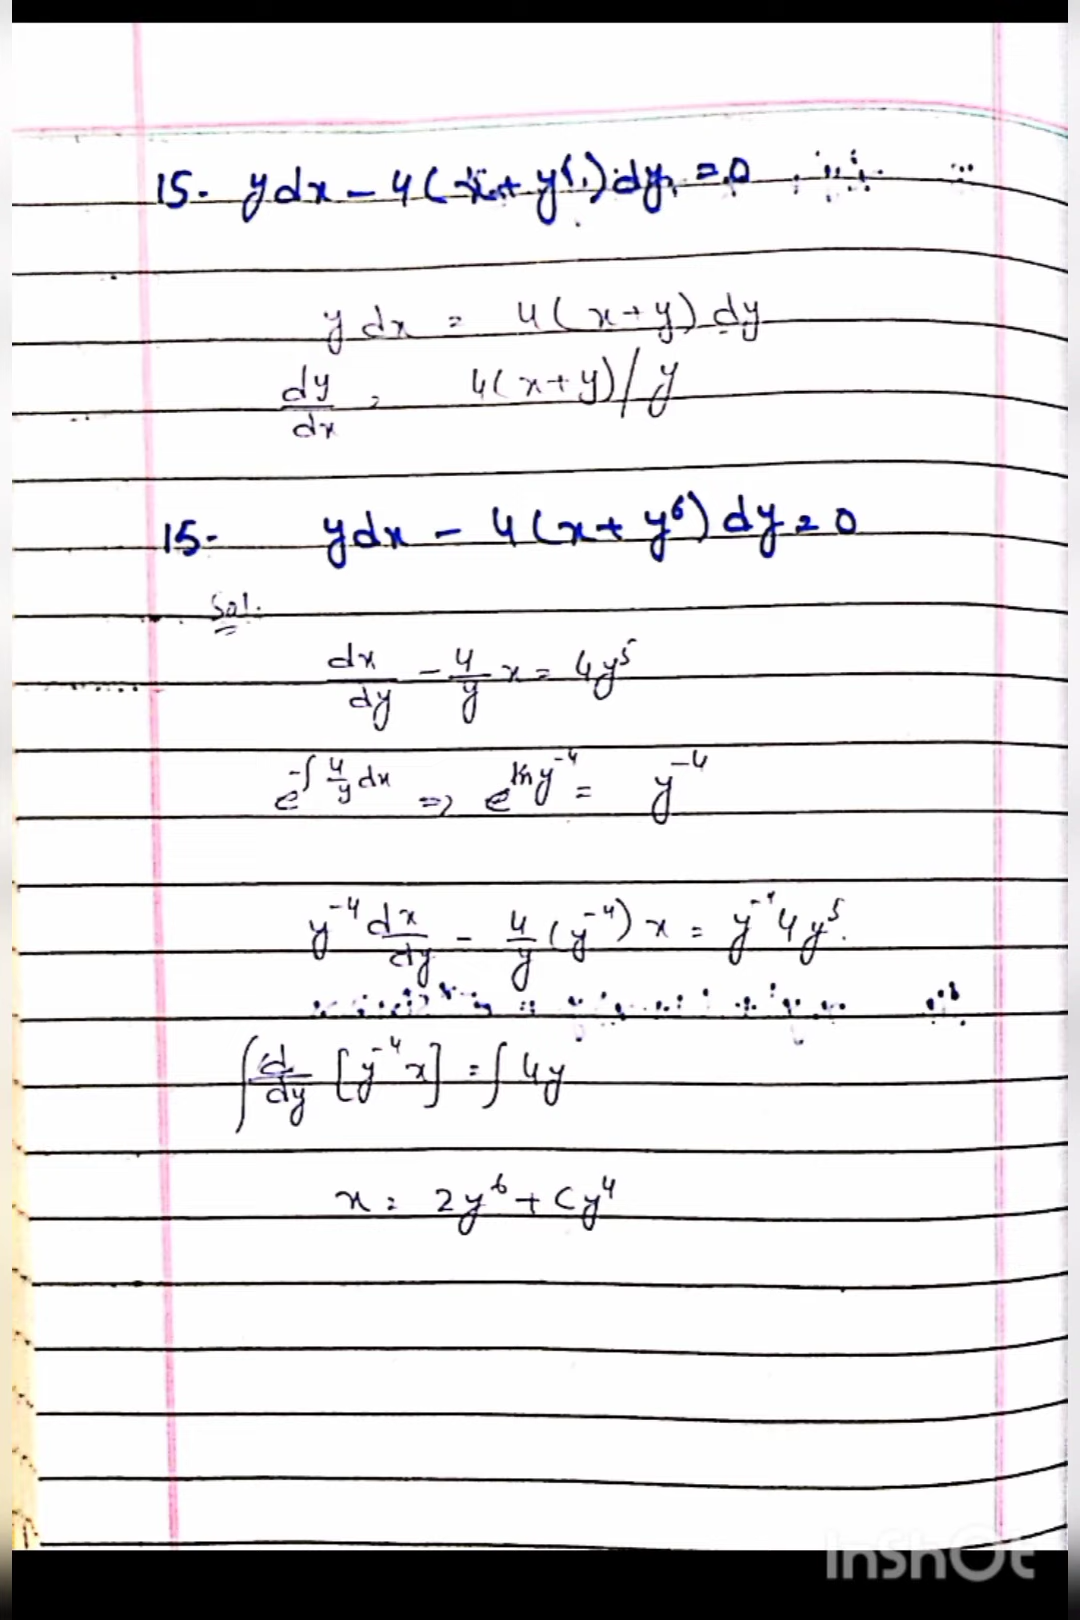 15. ydx - 4(x + y⁶)dy = 0
y dx = 4(x+y) dy
dy/dx = 4(x+y)/y
15- ydx - 4(x + y⁶) dy = 0
Sol.
dx/dy - 4/y x = 4y⁵
e^(-∫ 4/y dx) => e^(ln y⁻⁴) = y⁻⁴
y⁻⁴ dx/dy - 4/y (y⁻⁴) x = y⁻⁴ 4y⁵.
∫ d/dy [y⁻⁴x] = ∫ 4y
x = 2y⁶ + Cy⁴
InShOt